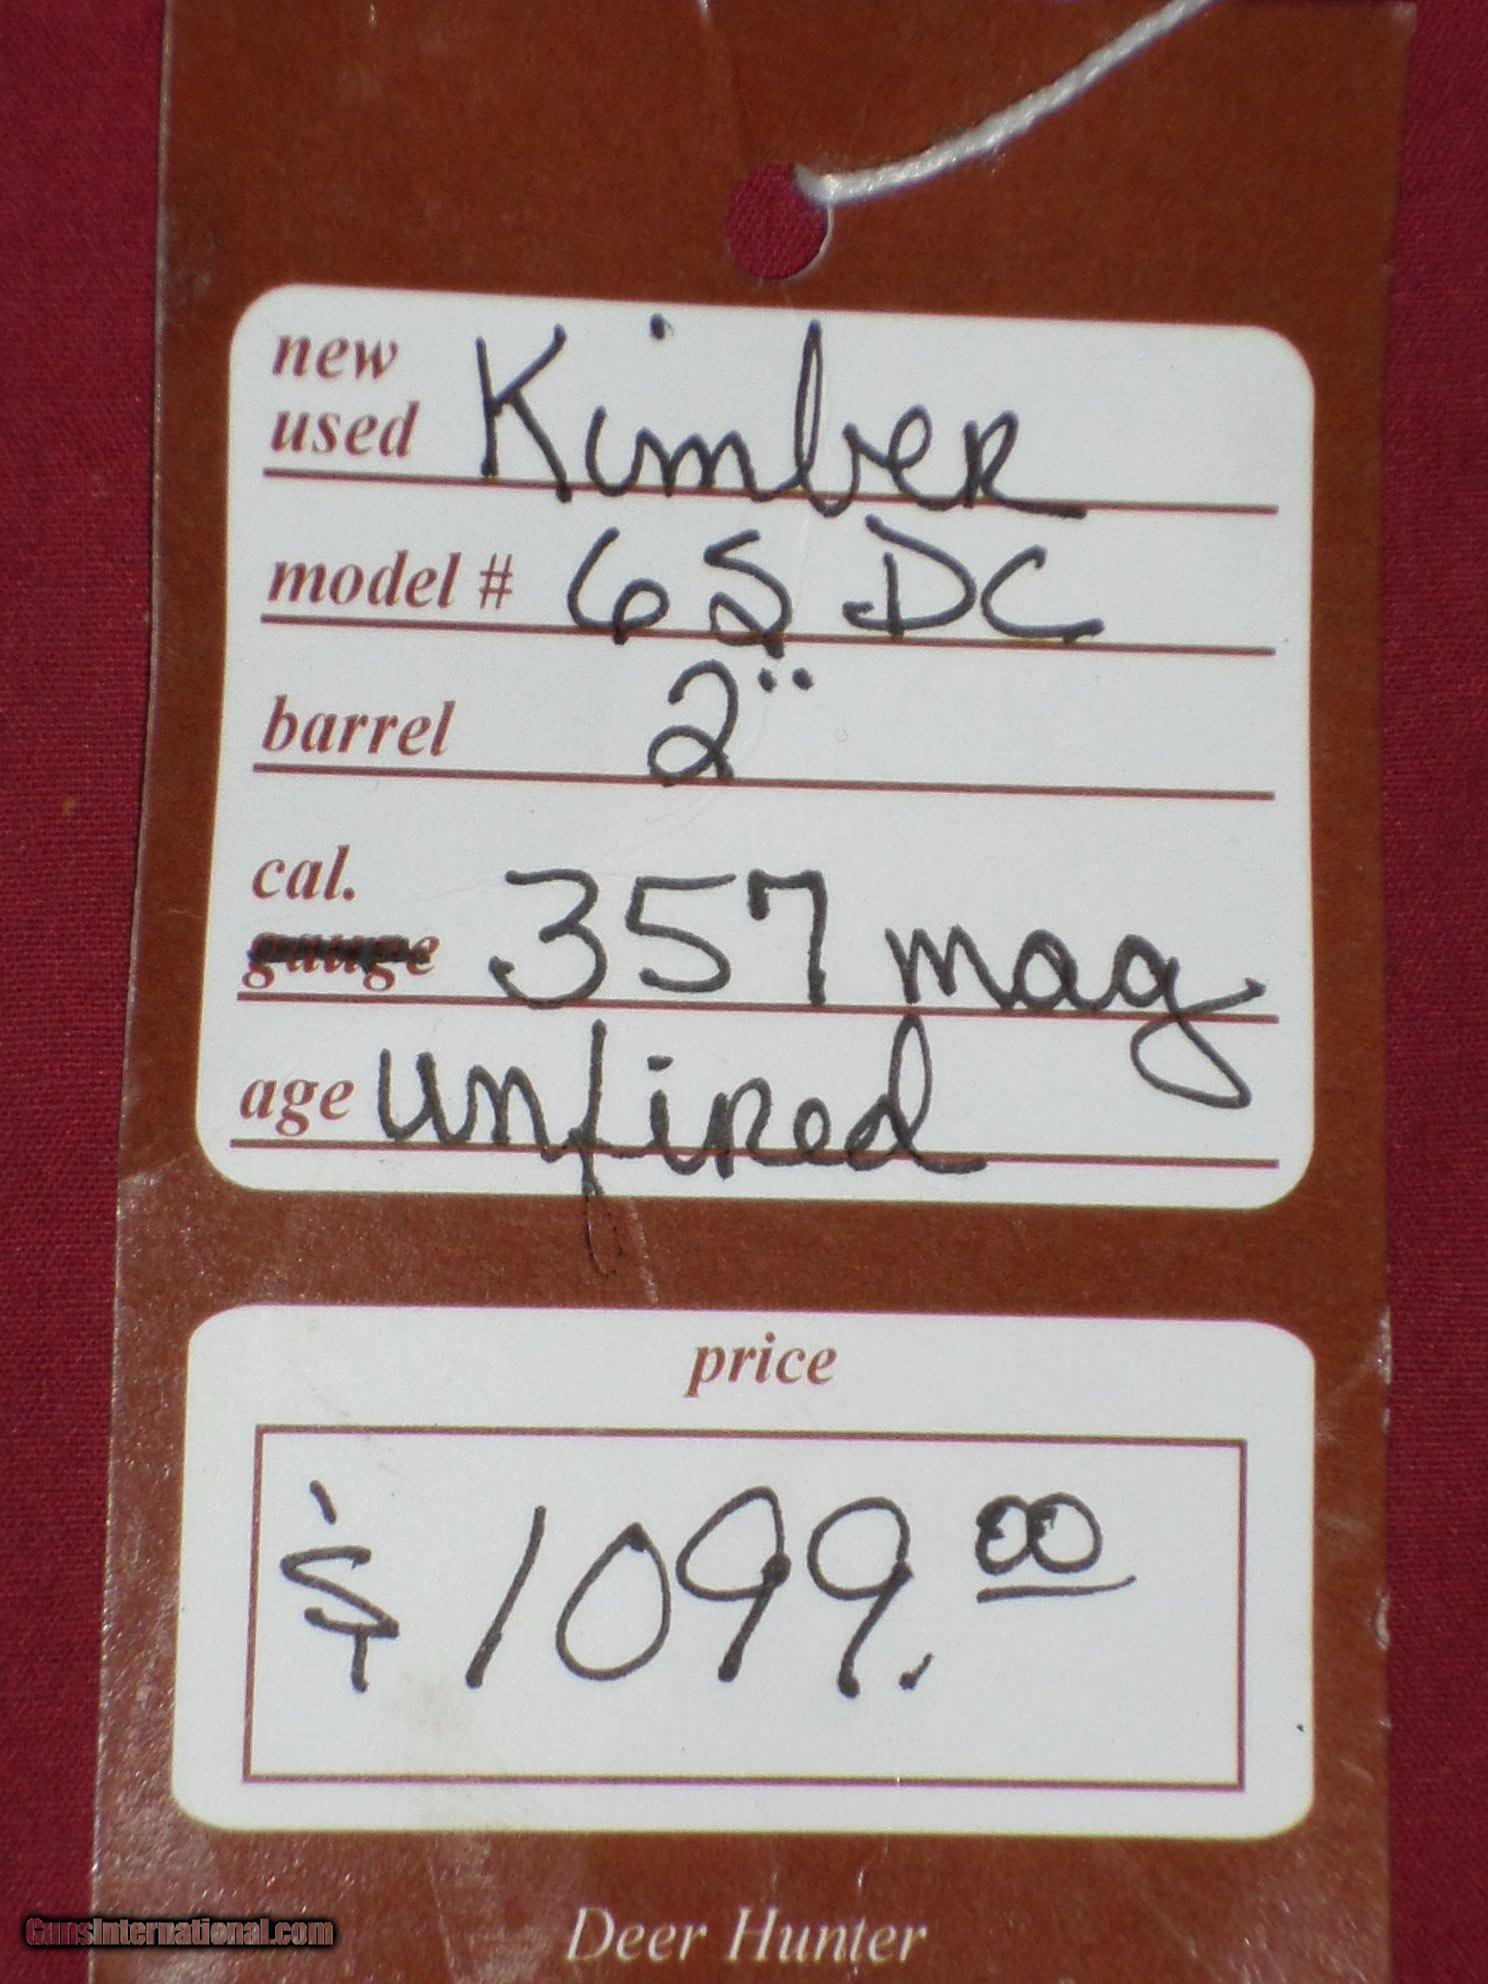 new
used Kimber
model # 6S DC
barrel 2"
cal.
gauge 357 mag
age unfired
price
$ 1099.00
Deer Hunter
GunsInternational.com